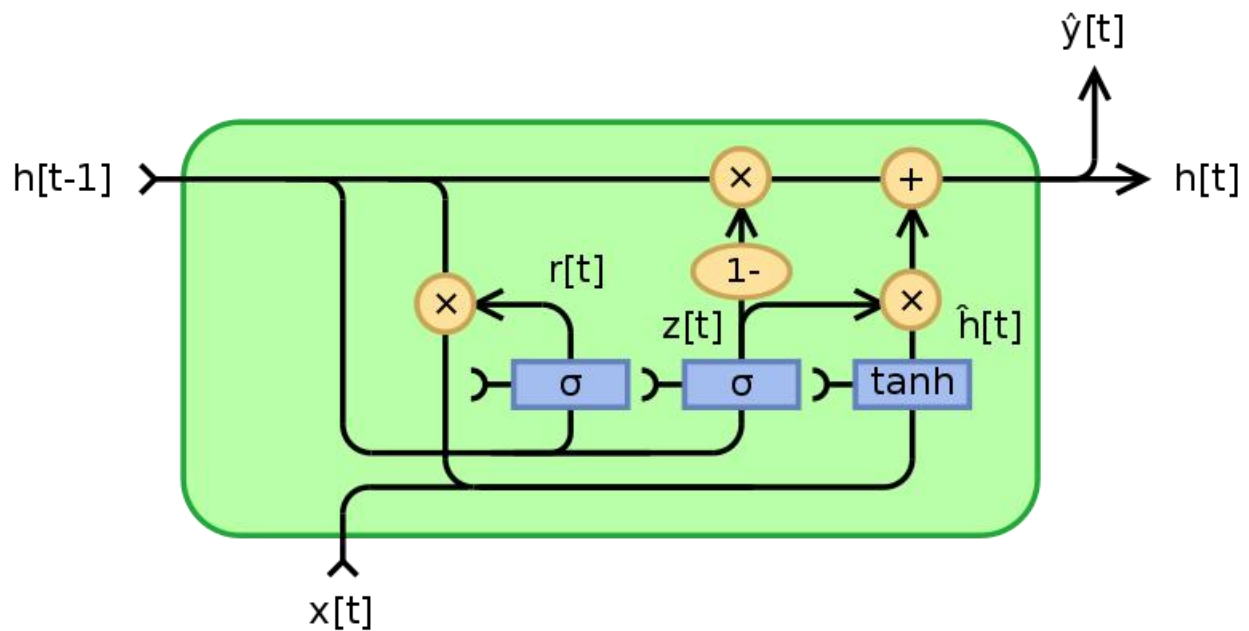 ŷ[t]
h[t-1]
×
+
h[t]
r[t]
1-
×
×
z[t]
ĥ[t]
σ
σ
tanh
x[t]